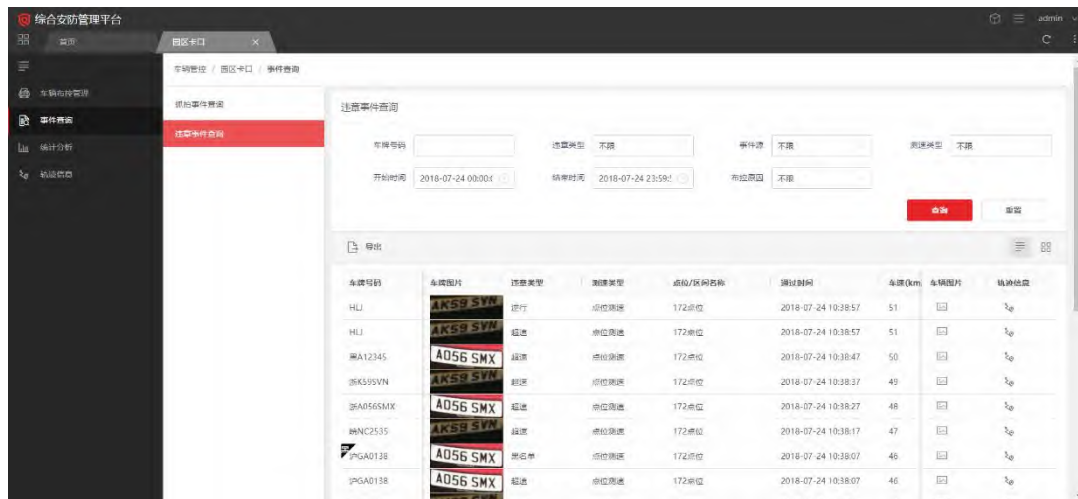 综合安防管理平台
admin
首页
园区卡口 ×
车辆管控 / 园区卡口 / 事件查询
车辆布控管理
事件查询
统计分析
轨迹信息
抓拍事件查询
违章事件查询
违章事件查询
车牌号码 违章类型 不限 事件源 不限 测速类型 不限
开始时间 2018-07-24 00:00:( 结束时间 2018-07-24 23:59:! 布控原因 不限
查询 重置
导出
车牌号码 车牌图片 违章类型 测速类型 点位/区间名称 通过时间 车速(km 车辆图片 轨迹信息
HLJ AK59 SVN 逆行 点位测速 172点位 2018-07-24 10:38:57 51
HLJ AK59 SVN 超速 点位测速 172点位 2018-07-24 10:38:57 51
黑A12345 AO56 SMX 超速 点位测速 172点位 2018-07-24 10:38:47 50
浙K59SVN AK59 SVN 超速 点位测速 172点位 2018-07-24 10:38:37 49
浙A056SMX AO56 SMX 超速 点位测速 172点位 2018-07-24 10:38:27 48
皖NC2535 AK59 SVN 超速 点位测速 172点位 2018-07-24 10:38:17 47
沪GA0138 AO56 SMX 黑名单 点位测速 172点位 2018-07-24 10:38:07 46
沪GA0138 AO56 SMX 超速 点位测速 172点位 2018-07-24 10:38:07 46